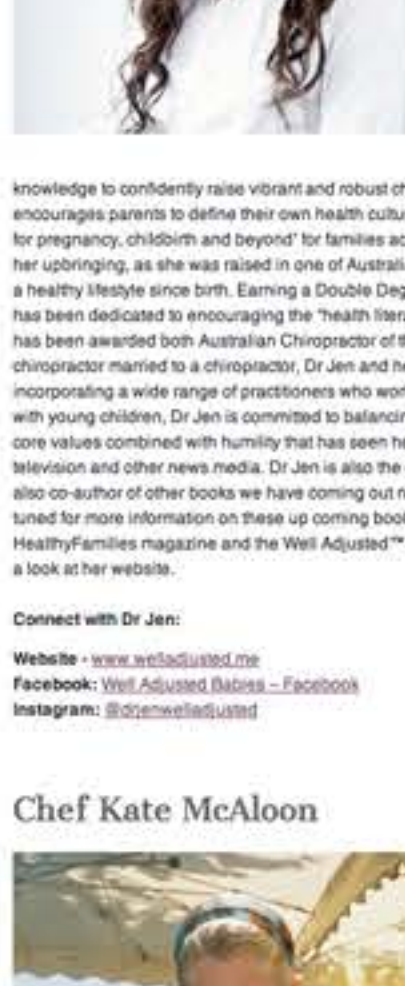 knowledge to confidently raise vibrant and robust ch
encourages parents to define their own health cultu
for pregnancy, childbirth and beyond" for families ac
her upbringing, as she was raised in one of Australi
a healthy lifestyle since birth. Earning a Double Deg
has been dedicated to encouraging the "health litera
has been awarded both Australian Chiropractor of th
chiropractor married to a chiropractor, Dr Jen and he
incorporating a wide range of practitioners who wor
with young children, Dr Jen is committed to balancin
core values combined with humility that has seen he
television and other news media. Dr Jen is also the
also co-author of other books we have coming out n
tuned for more information on these up coming book
HealthyFamilies magazine and the Well Adjusted™
a look at her website.
Connect with Dr Jen:
Website - www.welladjusted.me
Facebook: Well Adjusted Babies – Facebook
Instagram: @drjenwelladjusted
Chef Kate McAloon